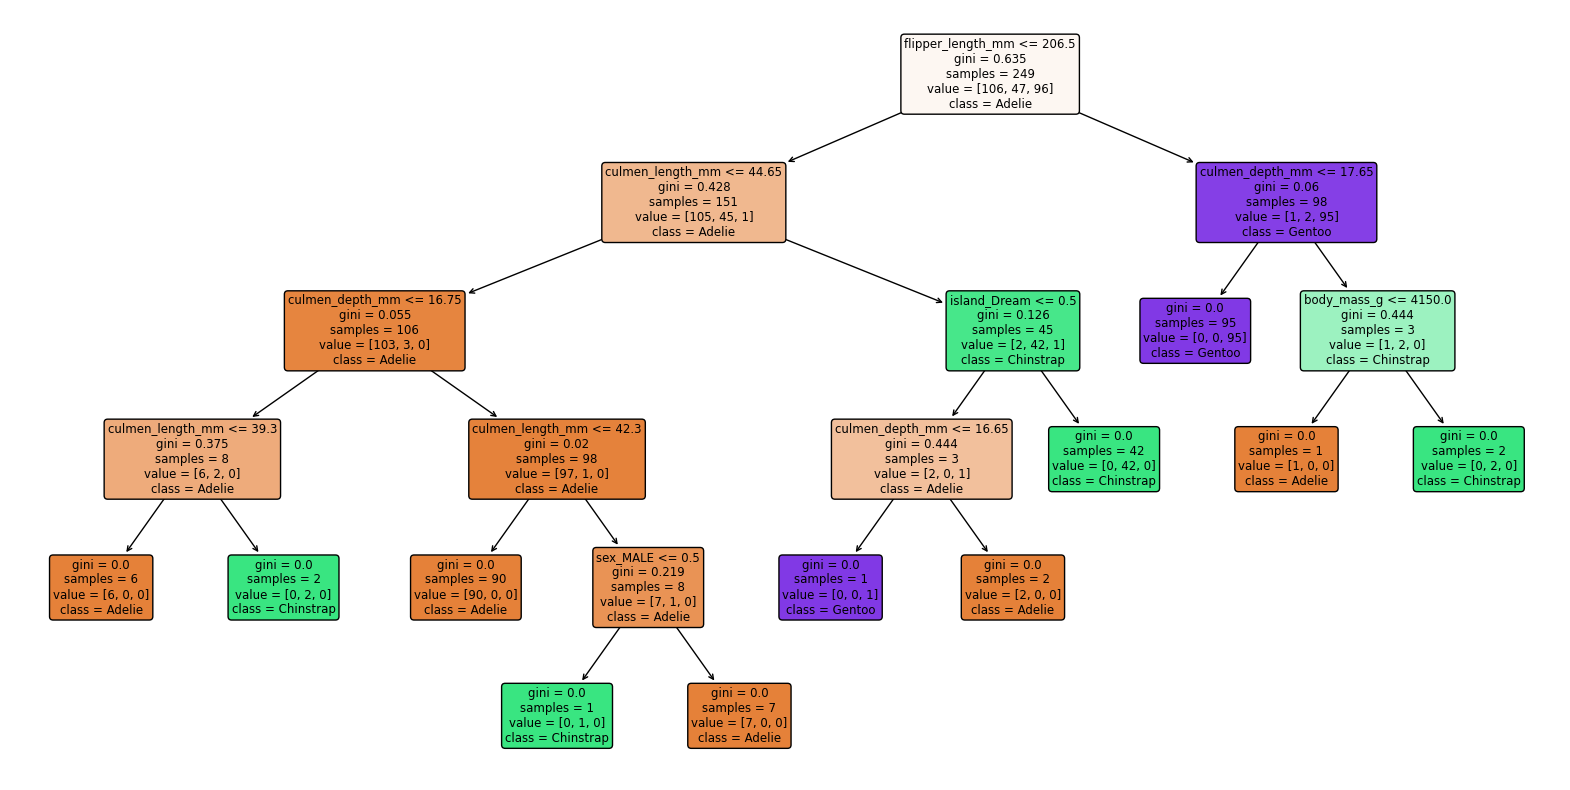 flipper_length_mm <= 206.5
gini = 0.635
samples = 249
value = [106, 47, 96]
class = Adelie
culmen_length_mm <= 44.65
gini = 0.428
samples = 151
value = [105, 45, 1]
class = Adelie
culmen_depth_mm <= 17.65
gini = 0.06
samples = 98
value = [1, 2, 95]
class = Gentoo
culmen_depth_mm <= 16.75
gini = 0.055
samples = 106
value = [103, 3, 0]
class = Adelie
island_Dream <= 0.5
gini = 0.126
samples = 45
value = [2, 42, 1]
class = Chinstrap
gini = 0.0
samples = 95
value = [0, 0, 95]
class = Gentoo
body_mass_g <= 4150.0
gini = 0.444
samples = 3
value = [1, 2, 0]
class = Chinstrap
culmen_length_mm <= 39.3
gini = 0.375
samples = 8
value = [6, 2, 0]
class = Adelie
culmen_length_mm <= 42.3
gini = 0.02
samples = 98
value = [97, 1, 0]
class = Adelie
culmen_depth_mm <= 16.65
gini = 0.444
samples = 3
value = [2, 0, 1]
class = Adelie
gini = 0.0
samples = 42
value = [0, 42, 0]
class = Chinstrap
gini = 0.0
samples = 1
value = [1, 0, 0]
class = Adelie
gini = 0.0
samples = 2
value = [0, 2, 0]
class = Chinstrap
gini = 0.0
samples = 6
value = [6, 0, 0]
class = Adelie
gini = 0.0
samples = 2
value = [0, 2, 0]
class = Chinstrap
gini = 0.0
samples = 90
value = [90, 0, 0]
class = Adelie
sex_MALE <= 0.5
gini = 0.219
samples = 8
value = [7, 1, 0]
class = Adelie
gini = 0.0
samples = 1
value = [0, 0, 1]
class = Gentoo
gini = 0.0
samples = 2
value = [2, 0, 0]
class = Adelie
gini = 0.0
samples = 1
value = [0, 1, 0]
class = Chinstrap
gini = 0.0
samples = 7
value = [7, 0, 0]
class = Adelie